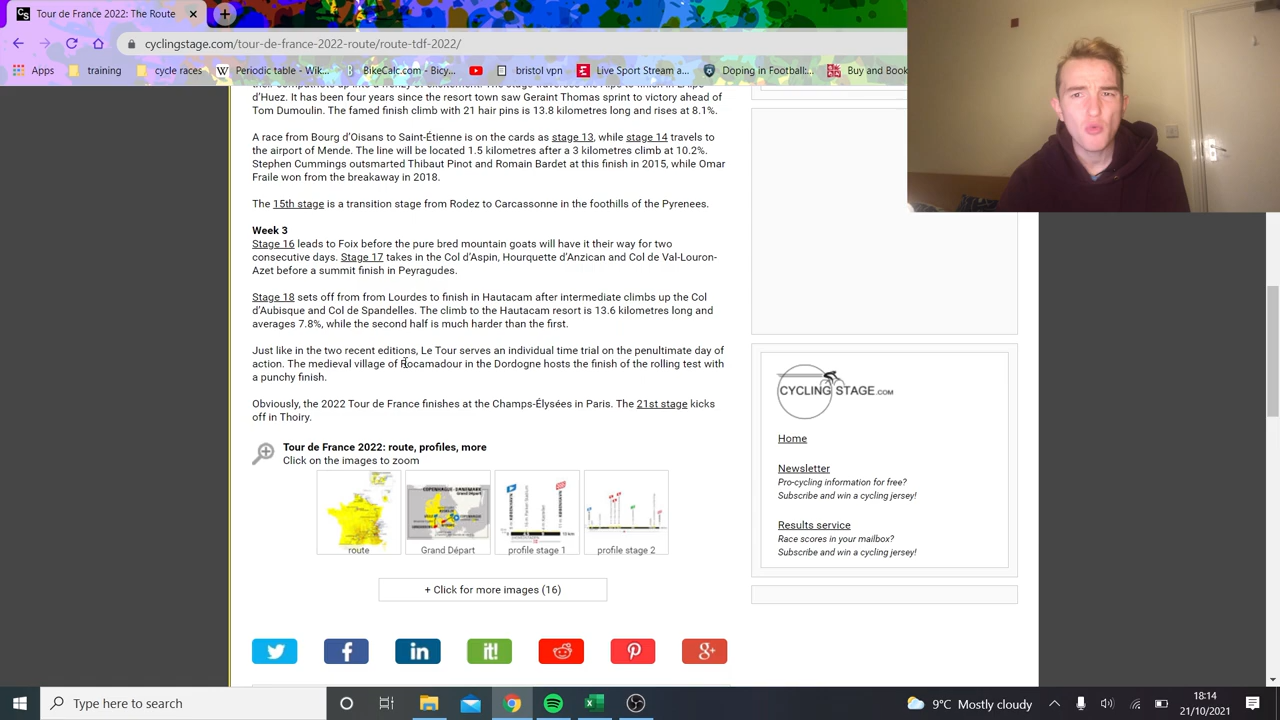 Tour de France 2022: The Route
cyclingstage.com/tour-de-france-2022-route/route-tdf-2022/
Apps training cycle races Periodic table - Wik... BikeCalc.com - Bicy... bristol vpn Live Sport Stream a... Doping in Football:... Buy and Book
d'Huez. It has been four years since the resort town saw Geraint Thomas sprint to victory ahead of
Tom Dumoulin. The famed finish climb with 21 hair pins is 13.8 kilometres long and rises at 8.1%.
A race from Bourg d'Oisans to Saint-Étienne is on the cards as stage 13, while stage 14 travels to
the airport of Mende. The line will be located 1.5 kilometres after a 3 kilometres climb at 10.2%.
Stephen Cummings outsmarted Thibaut Pinot and Romain Bardet at this finish in 2015, while Omar
Fraile won from the breakaway in 2018.
The 15th stage is a transition stage from Rodez to Carcassonne in the foothills of the Pyrenees.
Week 3
Stage 16 leads to Foix before the pure bred mountain goats will have it their way for two
consecutive days. Stage 17 takes in the Col d'Aspin, Hourquette d'Anzican and Col de Val-Louron-
Azet before a summit finish in Peyragudes.
Stage 18 sets off from from Lourdes to finish in Hautacam after intermediate climbs up the Col
d'Aubisque and Col de Spandelles. The climb to the Hautacam resort is 13.6 kilometres long and
averages 7.8%, while the second half is much harder than the first.
Just like in the two recent editions, Le Tour serves an individual time trial on the penultimate day of
action. The medieval village of Rocamadour in the Dordogne hosts the finish of the rolling test with
a punchy finish.
Obviously, the 2022 Tour de France finishes at the Champs-Élysées in Paris. The 21st stage kicks
off in Thoiry.
Tour de France 2022: route, profiles, more
Click on the images to zoom
route Grand Départ profile stage 1 profile stage 2
+ Click for more images (16)
it!
CYCLING STAGE.COM
Home
Newsletter
Pro-cycling information for free?
Subscribe and win a cycling jersey!
Results service
Race scores in your mailbox?
Subscribe and win a cycling jersey!
Type here to search
9°C Mostly cloudy
18:14
21/10/2021